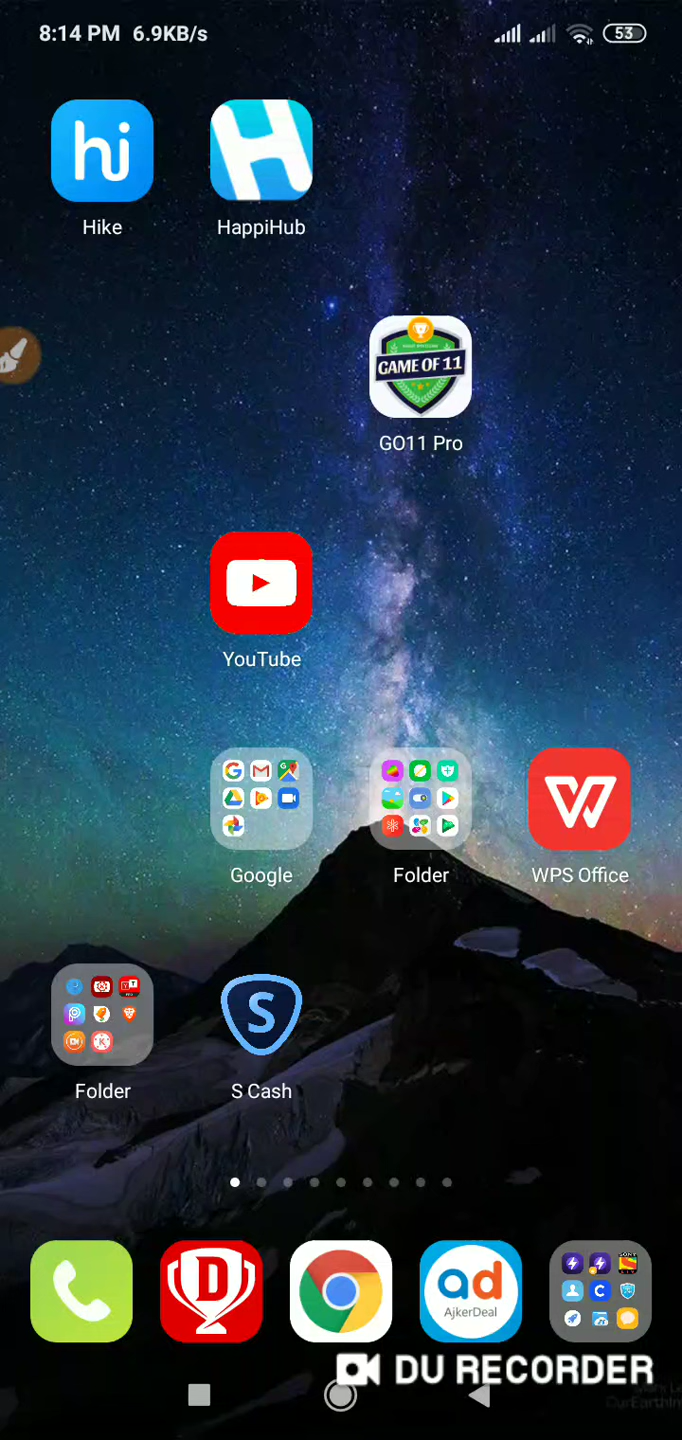 8:14 PM 6.9KB/s 53
hi
H
Hike HappiHub
GAME OF 11
GO11 Pro
YouTube
W
Google Folder WPS Office
S
Folder S Cash
D
ad
AjkerDeal
DU RECORDER